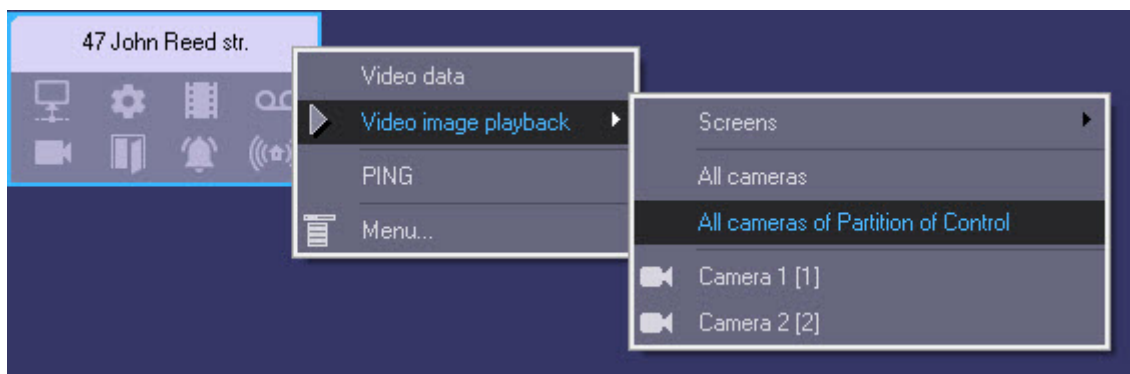 47 John Reed str.
Video data
Video image playback
PING
Menu...
Screens
All cameras
All cameras of Partition of Control
Camera 1 [1]
Camera 2 [2]